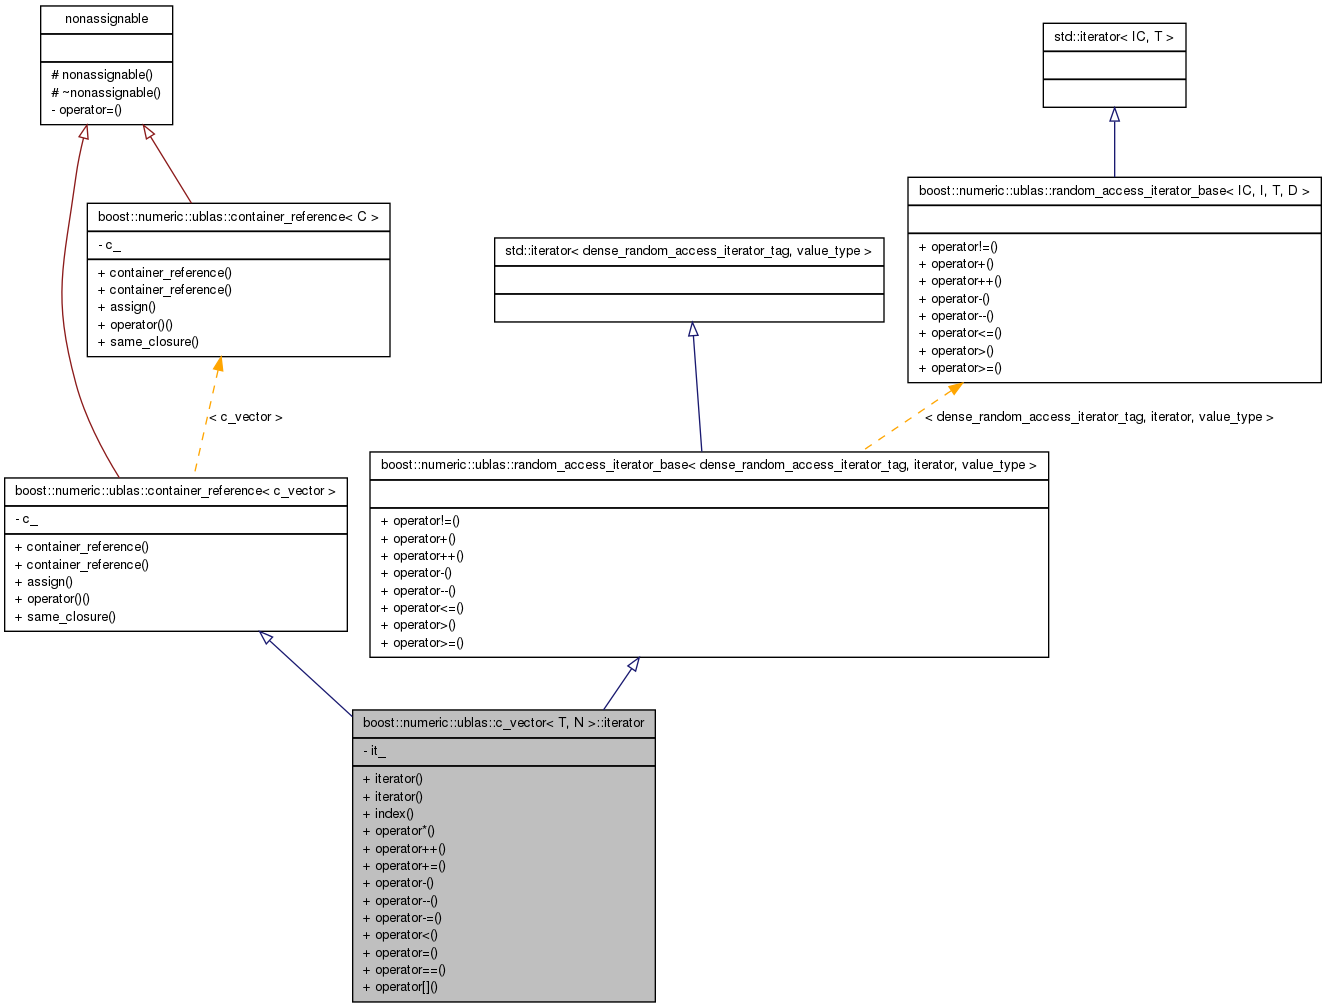 nonassignable
# nonassignable()
# ~nonassignable()
- operator=()
std::iterator< IC, T >
boost::numeric::ublas::random_access_iterator_base< IC, I, T, D >
+ operator!=()
+ operator+()
+ operator++()
+ operator-()
+ operator--()
+ operator<=()
+ operator>()
+ operator>=()
boost::numeric::ublas::container_reference< C >
- c_
+ container_reference()
+ container_reference()
+ assign()
+ operator()()
+ same_closure()
std::iterator< dense_random_access_iterator_tag, value_type >
< c_vector >
< dense_random_access_iterator_tag, iterator, value_type >
boost::numeric::ublas::container_reference< c_vector >
- c_
+ container_reference()
+ container_reference()
+ assign()
+ operator()()
+ same_closure()
boost::numeric::ublas::random_access_iterator_base< dense_random_access_iterator_tag, iterator, value_type >
+ operator!=()
+ operator+()
+ operator++()
+ operator-()
+ operator--()
+ operator<=()
+ operator>()
+ operator>=()
boost::numeric::ublas::c_vector< T, N >::iterator
- it_
+ iterator()
+ iterator()
+ index()
+ operator*()
+ operator++()
+ operator+=()
+ operator-()
+ operator--()
+ operator-=()
+ operator<()
+ operator=()
+ operator==()
+ operator[]()